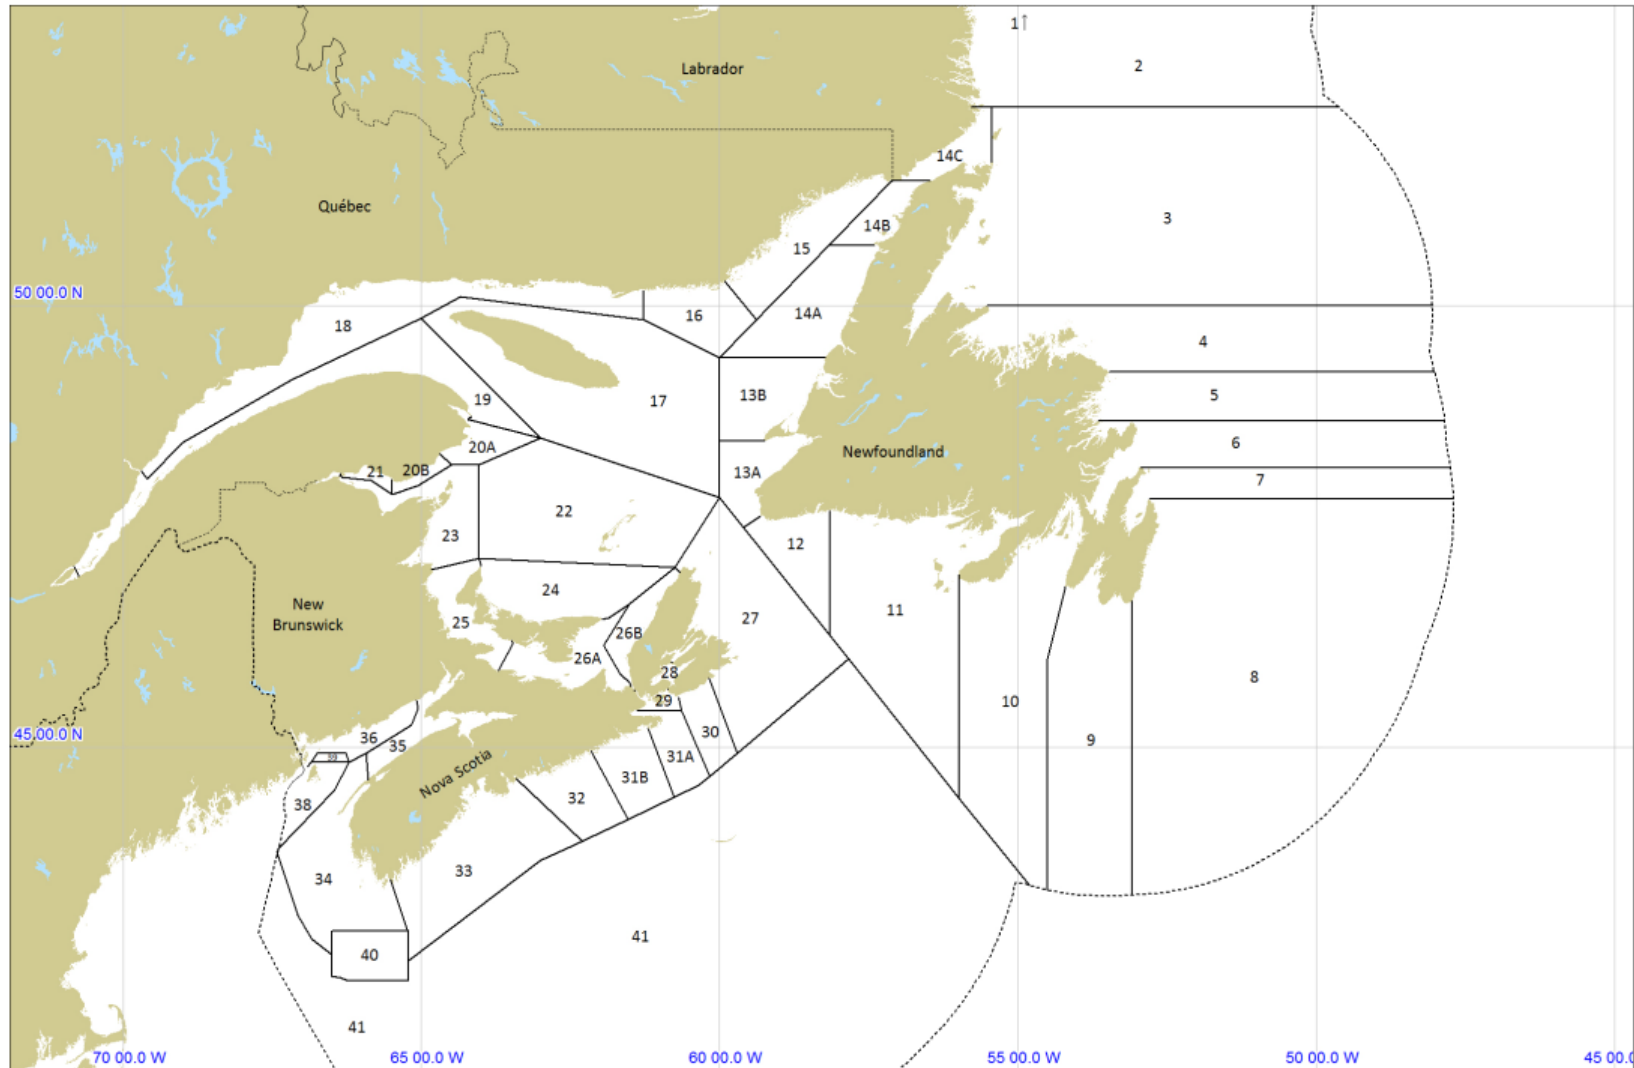 1↑
2
Labrador
14C
Québec
3
14B
15
50 00.0 N
14A
16
18
4
13B
5
19
17
6
20A
Newfoundland
20B
21
13A
7
22
23
12
24
New
Brunswick
11
27
25
26B
26A
28
8
29
10
30
45 00.0 N
36
35
9
39
31A
Nova Scotia
31B
32
38
33
34
41
40
41
70 00.0 W
65 00.0 W
60 00.0 W
55 00.0 W
50 00.0 W
45 00.0